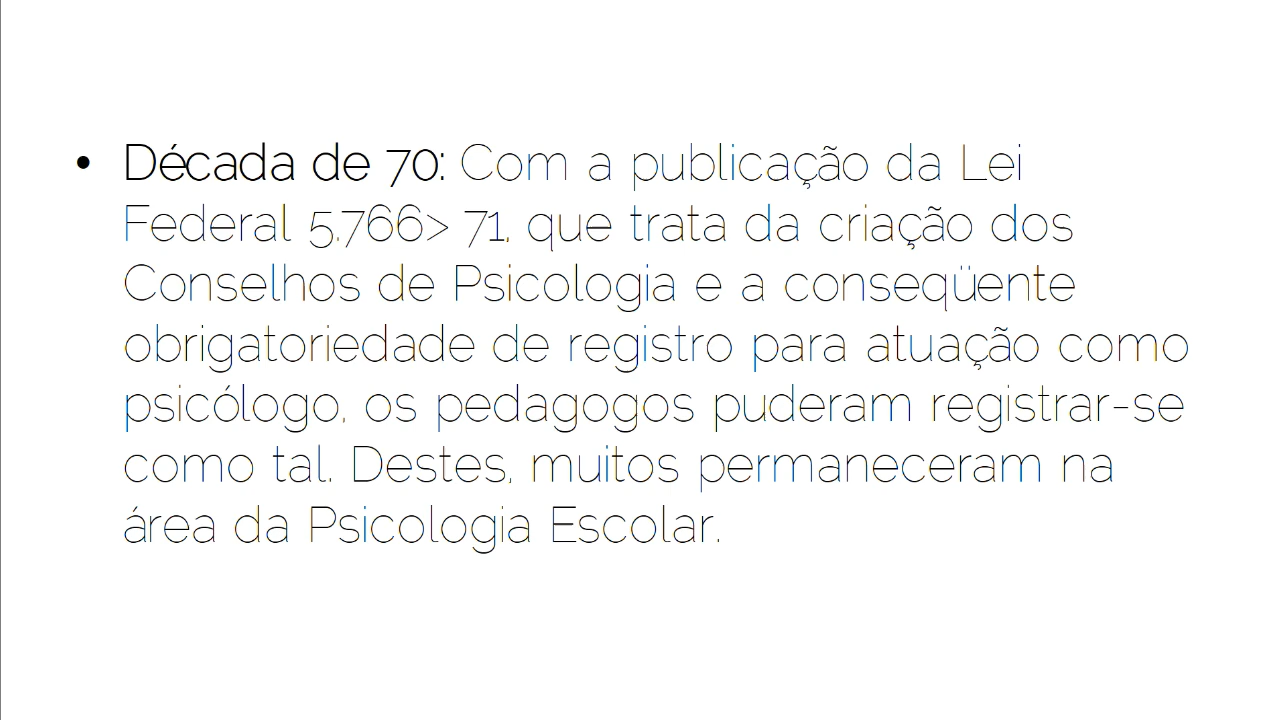 • Década de 70: Com a publicação da Lei
Federal 5.766> 71, que trata da criação dos
Conselhos de Psicologia e a conseqüente
obrigatoriedade de registro para atuação como
psicólogo, os pedagogos puderam registrar-se
como tal. Destes, muitos permaneceram na
área da Psicologia Escolar.